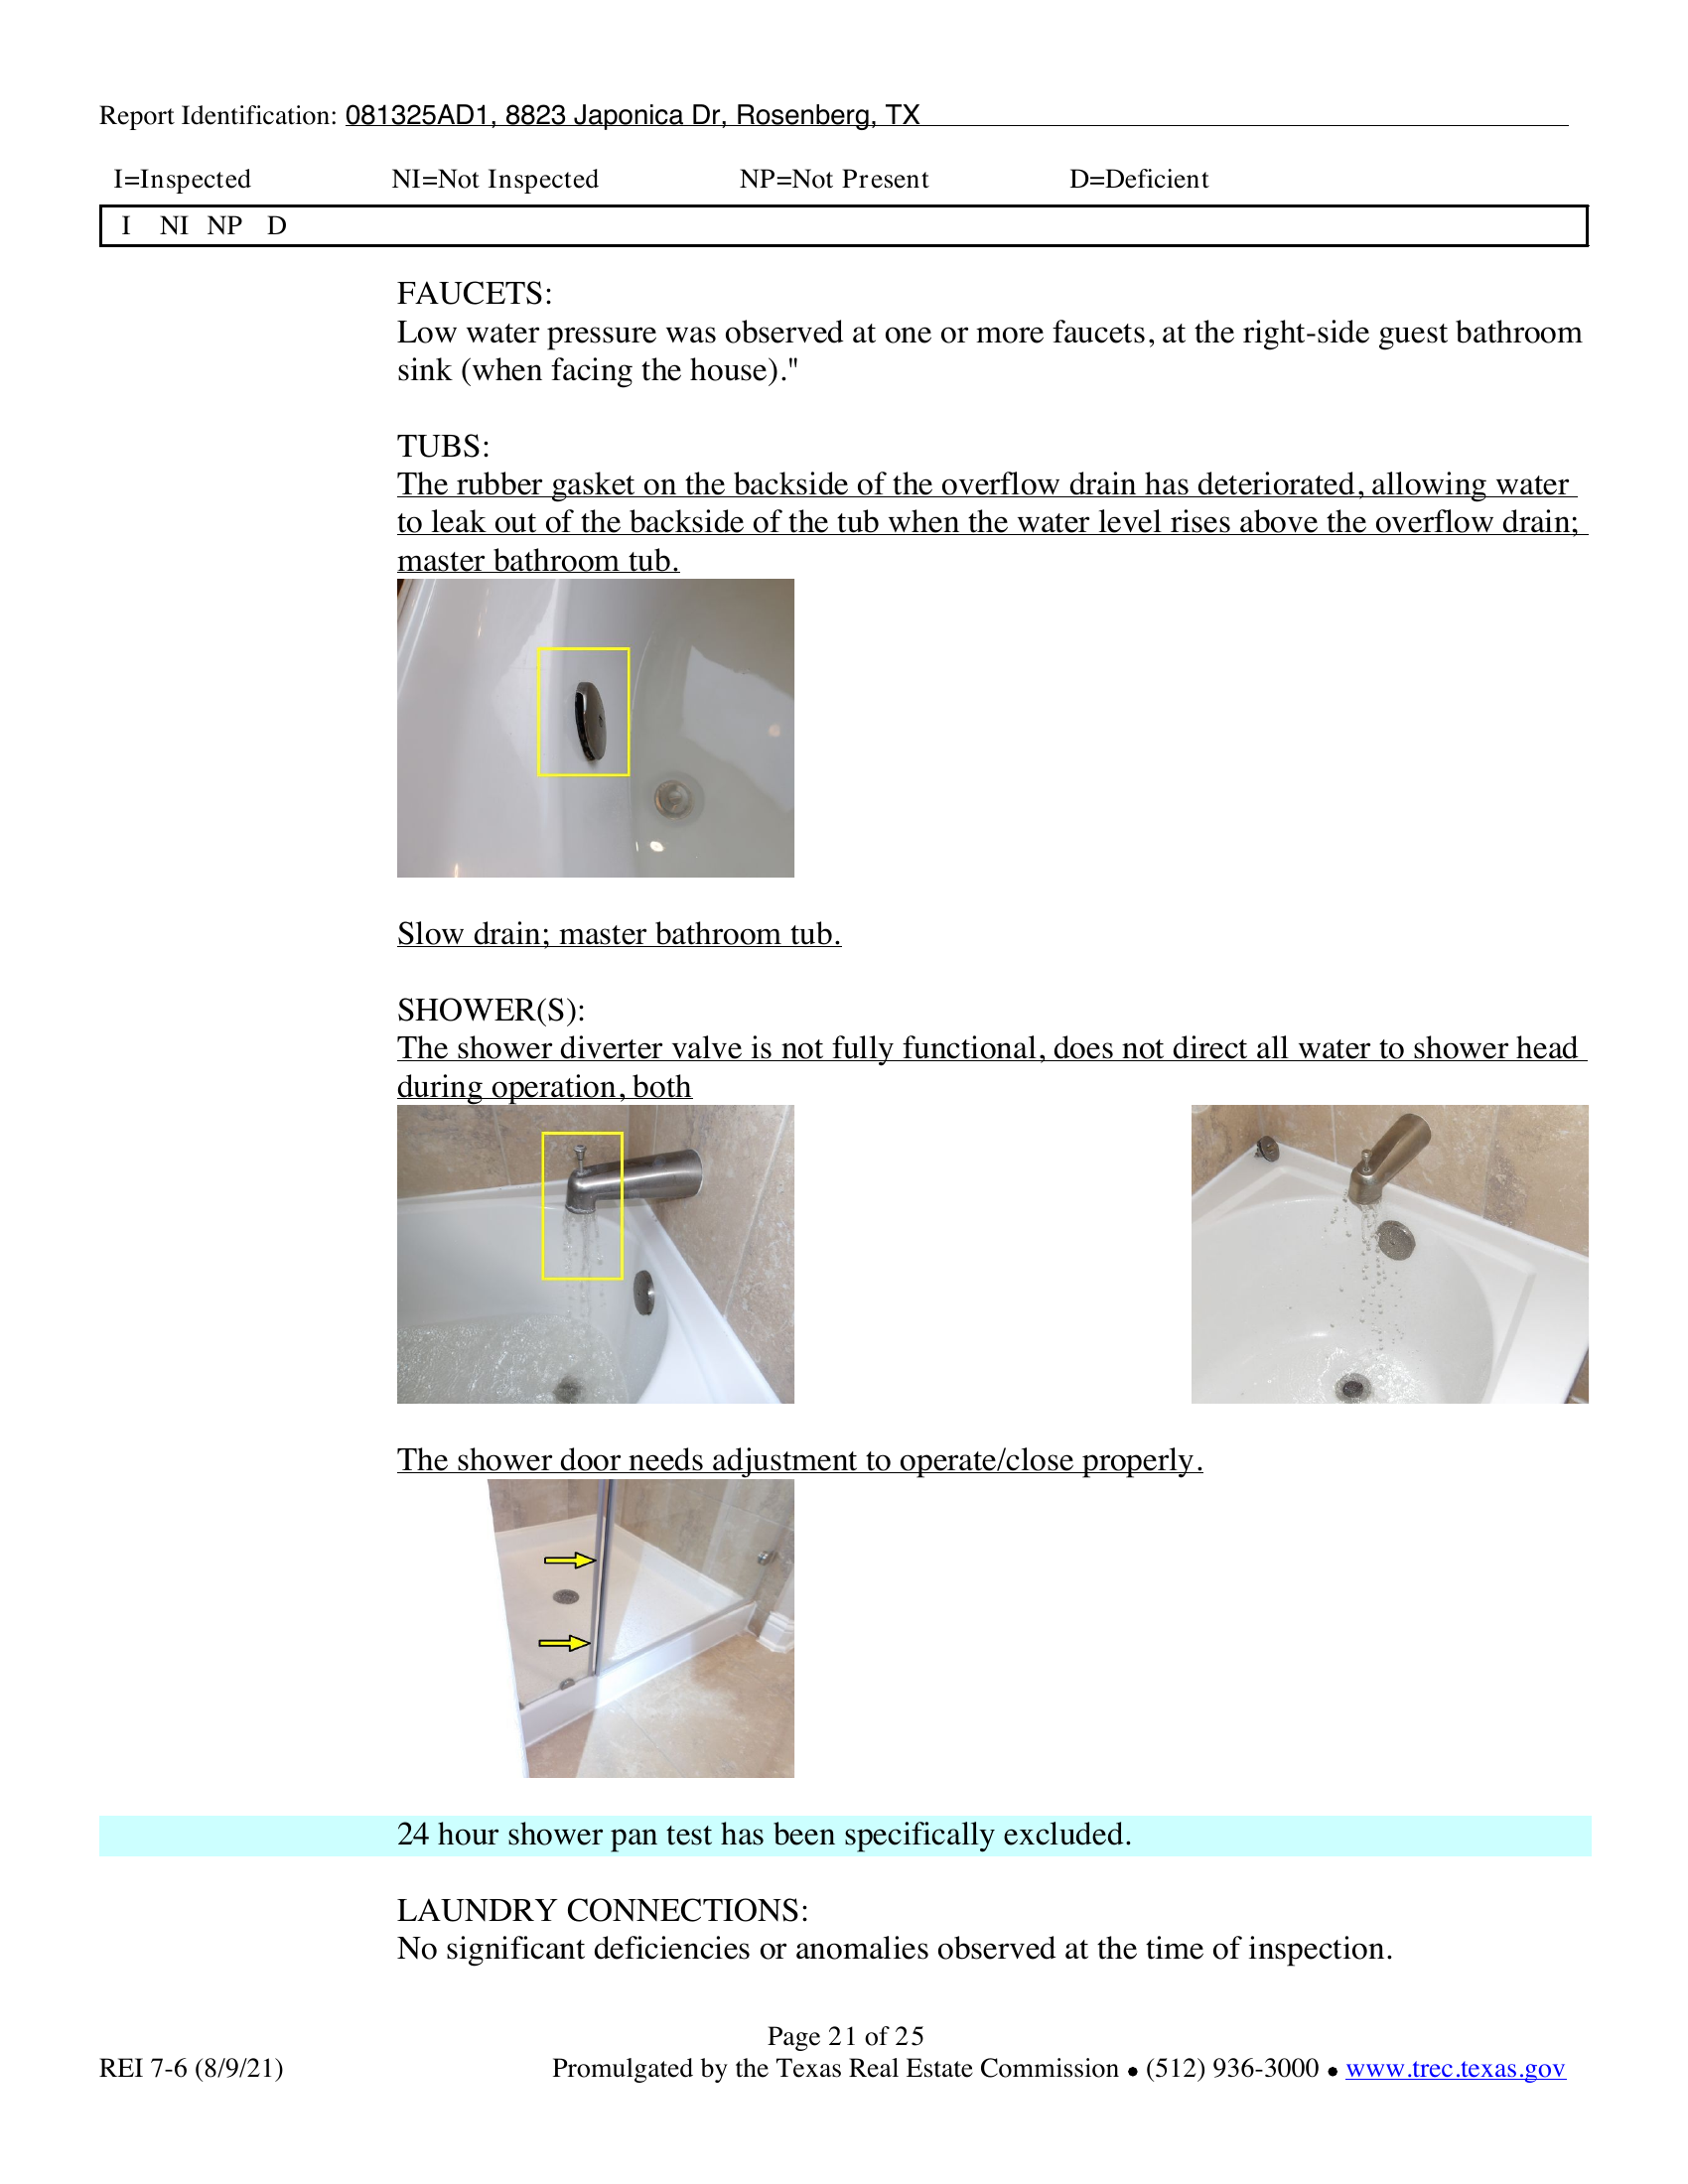 Report Identification: 081325AD1, 8823 Japonica Dr, Rosenberg, TX
I=Inspected NI=Not Inspected NP=Not Present D=Deficient
I NI NP D
FAUCETS:
Low water pressure was observed at one or more faucets, at the right-side guest bathroom
sink (when facing the house)."
TUBS:
The rubber gasket on the backside of the overflow drain has deteriorated, allowing water
to leak out of the backside of the tub when the water level rises above the overflow drain;
master bathroom tub.
Slow drain; master bathroom tub.
SHOWER(S):
The shower diverter valve is not fully functional, does not direct all water to shower head
during operation, both
The shower door needs adjustment to operate/close properly.
24 hour shower pan test has been specifically excluded.
LAUNDRY CONNECTIONS:
No significant deficiencies or anomalies observed at the time of inspection.
Page 21 of 25
REI 7-6 (8/9/21) Promulgated by the Texas Real Estate Commission ● (512) 936-3000 ● www.trec.texas.gov